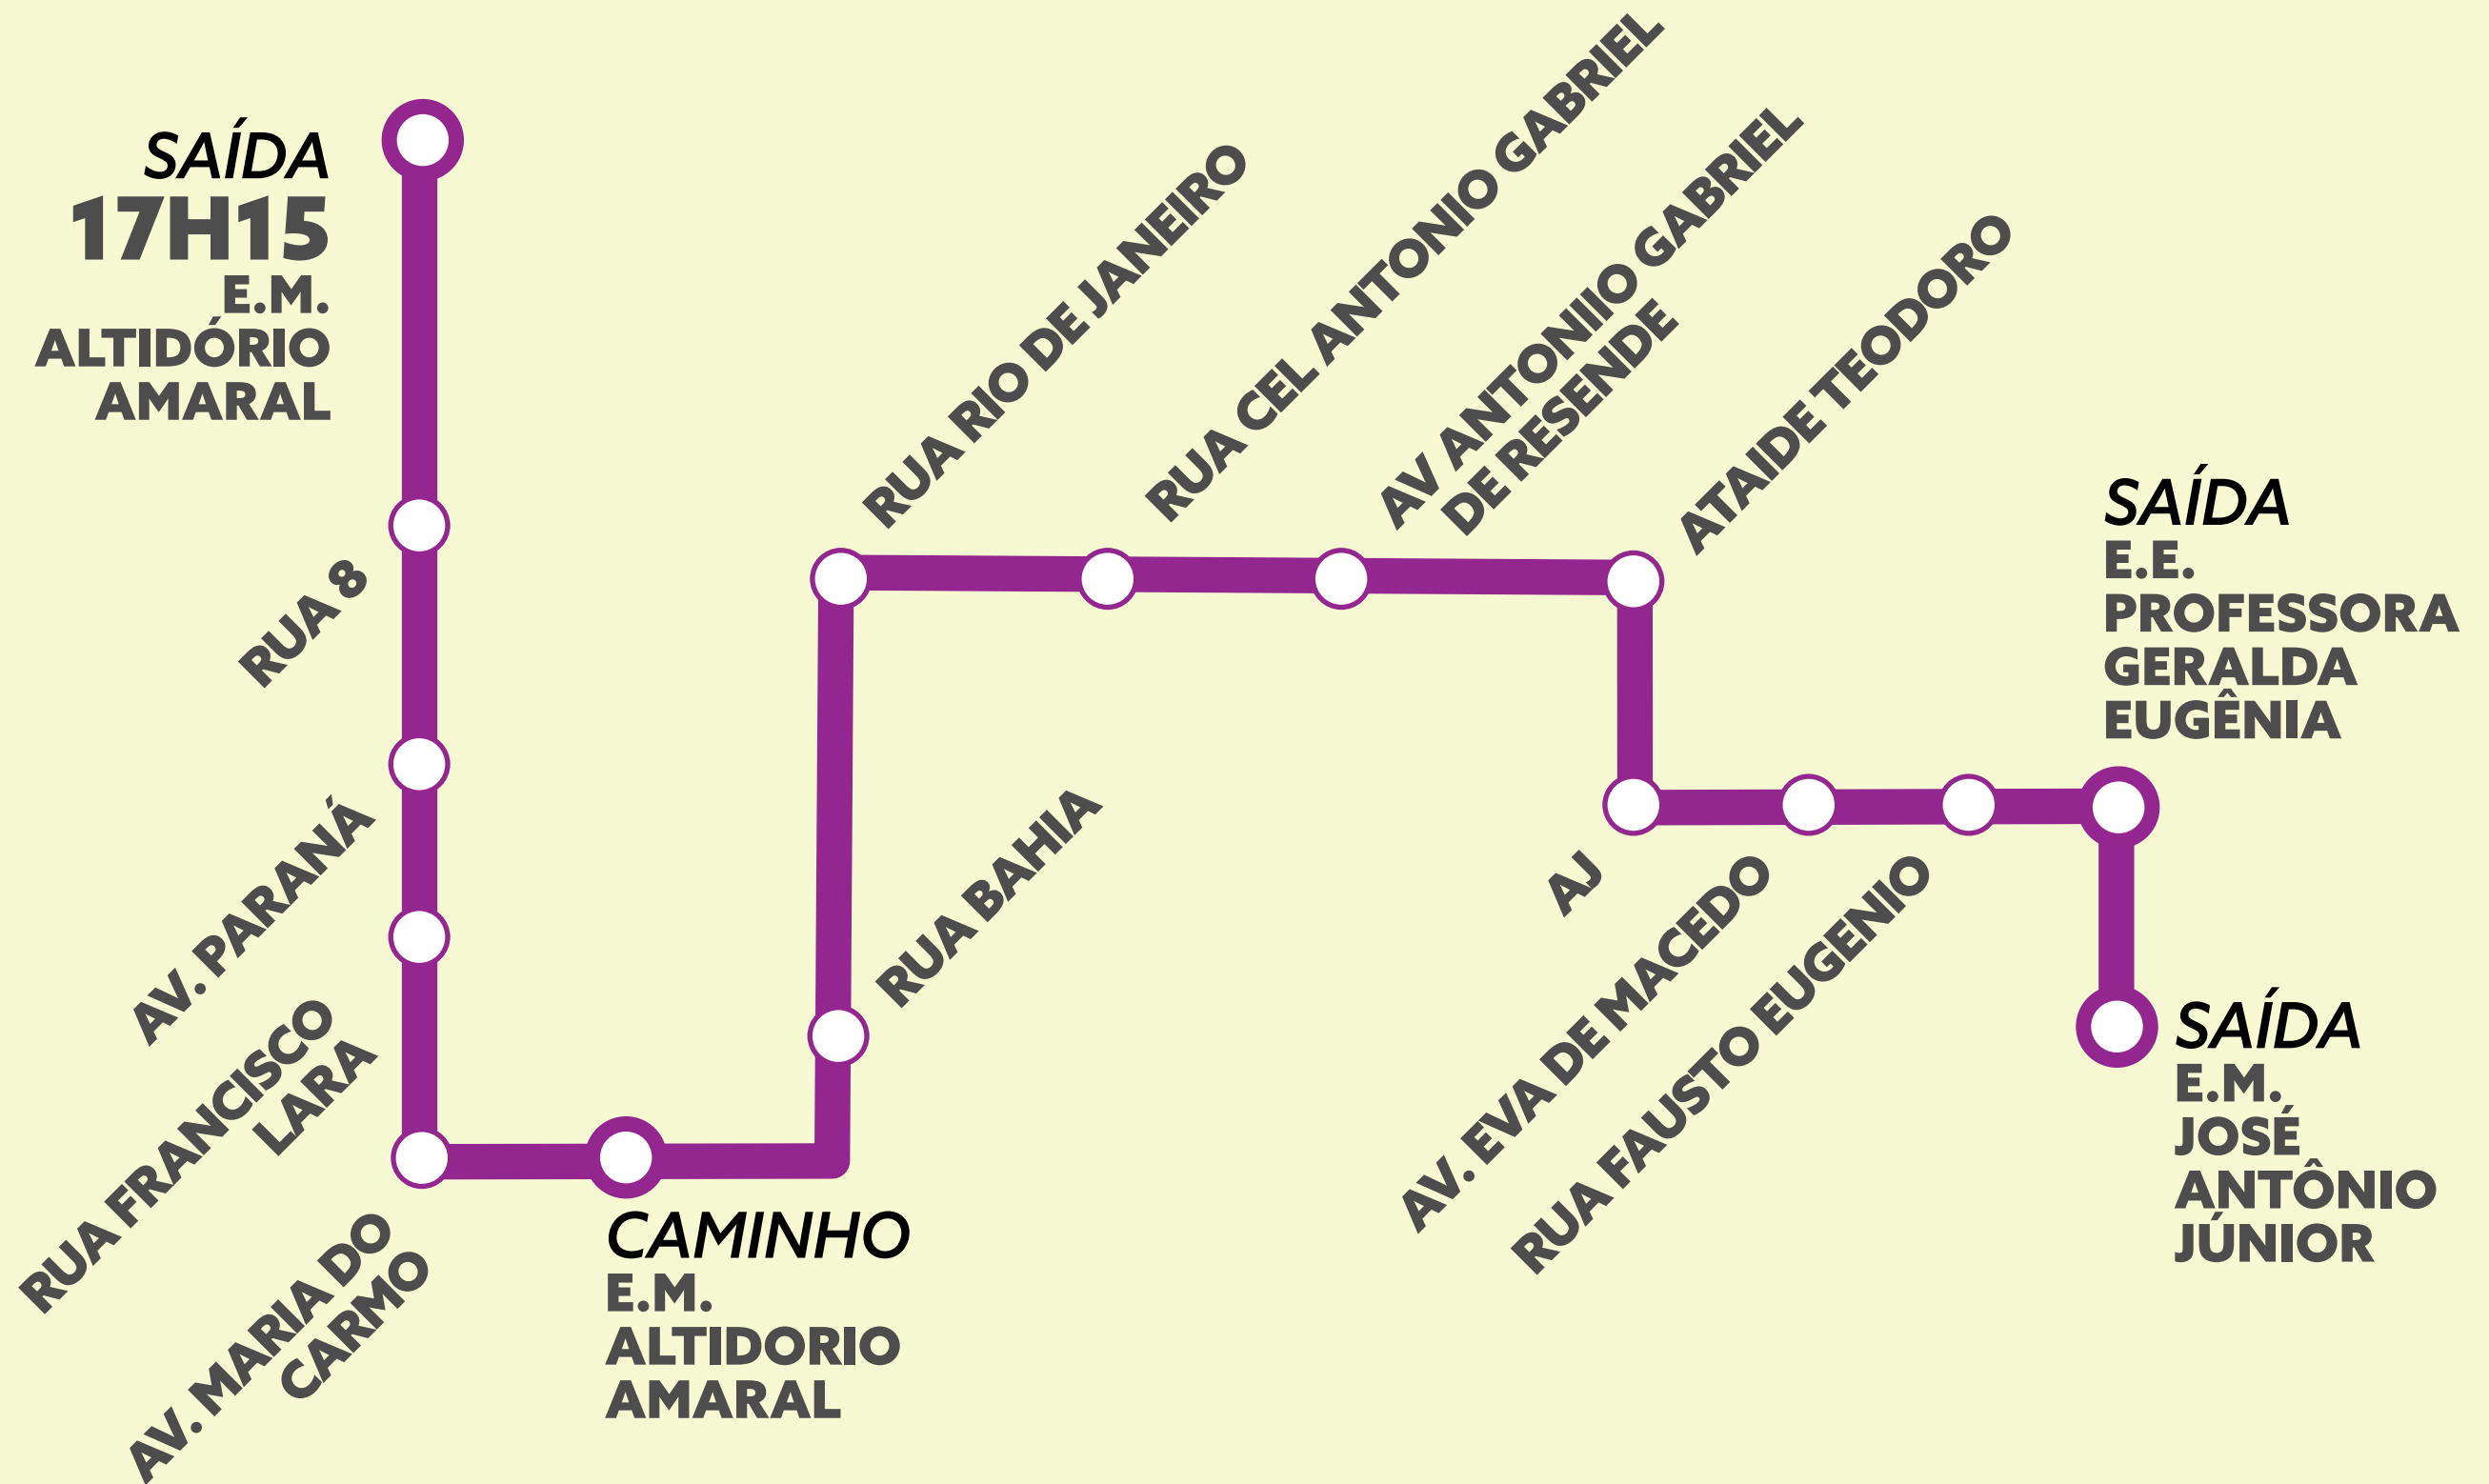 SAÍDA
17H15
E.M.
ALTIDÓRIO
AMARAL
RUA 8
AV. PARANÁ
RUA FRANCISCO
LARA
AV. MARIA DO
CARMO
CAMINHO
E.M.
ALTIDORIO
AMARAL
RUA BAHIA
RUA RIO DE JANEIRO
RUA CEL ANTONIO GABRIEL
AV ANTONIIO GABRIEL
DE RESENDE
ATAIDE TEODORO
AJ
AV. EVA DE MACEDO
RUA FAUSTO EUGENIO
SAÍDA
E.E.
PROFESSORA
GERALDA
EUGÊNIA
SAÍDA
E.M.
JOSÉ
ANTÔNIO
JÚNIOR